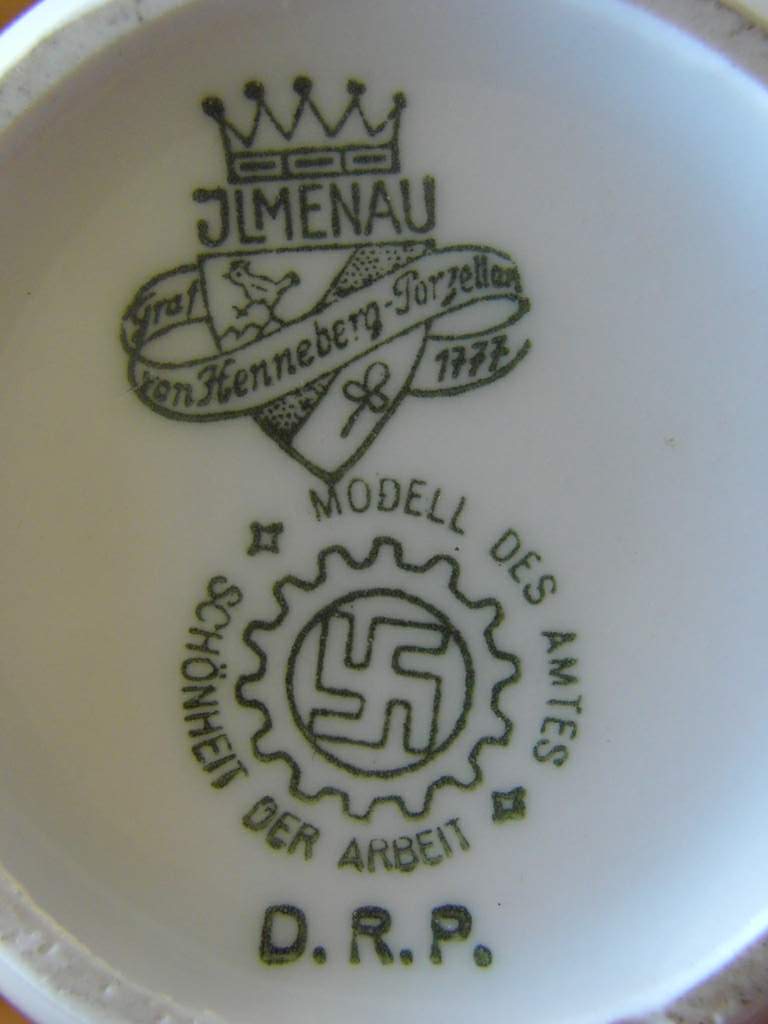 JLMENAU
Graf
von Henneberg-Porzellan
1777
MODELL DES AMTES
SCHÖNHEIT DER ARBEIT
D.R.P.